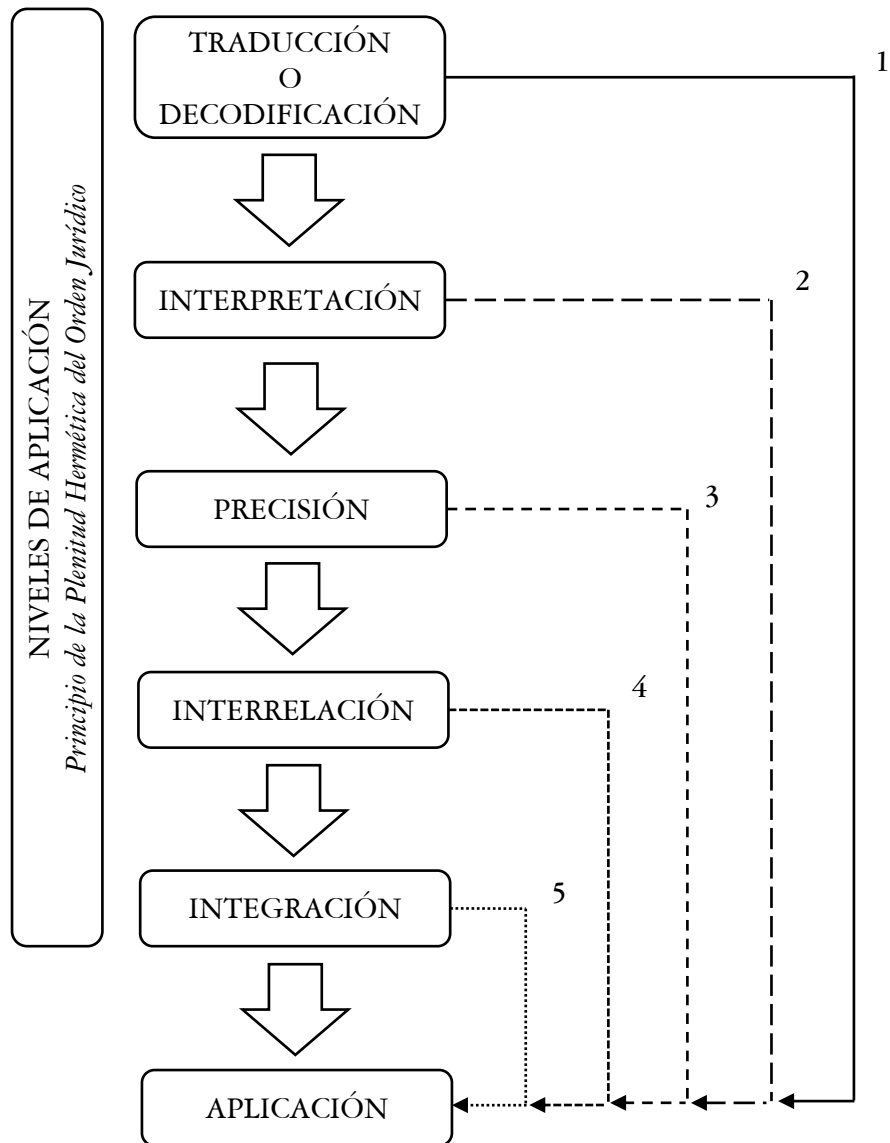 NIVELES DE APLICACIÓN
Principio de la Plenitud Hermética del Orden Jurídico
TRADUCCIÓN
O
DECODIFICACIÓN
1
INTERPRETACIÓN
2
PRECISIÓN
3
INTERRELACIÓN
4
INTEGRACIÓN
5
APLICACIÓN